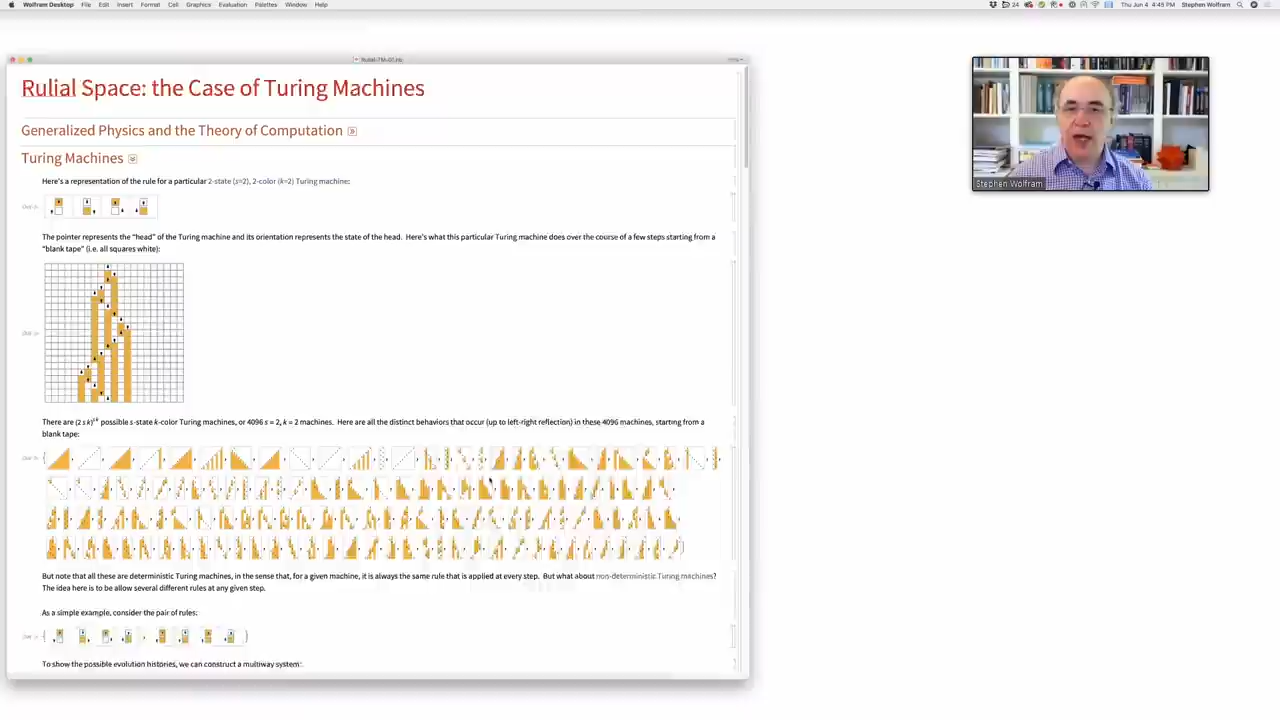 Wolfram Desktop File Edit Insert Format Cell Graphics Evaluation Palettes Window Help
24 Thu Jun 4 4:45 PM Stephen Wolfram
Rulial Space: the Case of Turing Machines
Generalized Physics and the Theory of Computation
Turing Machines
Here's a representation of the rule for a particular 2-state (s=2), 2-color (k=2) Turing machine:
The pointer represents the “head” of the Turing machine and its orientation represents the state of the head. Here's what this particular Turing machine does over the course of a few steps starting from a
“blank tape” (i.e. all squares white):
There are (2 s k)^sk possible s-state k-color Turing machines, or 4096 s = 2, k = 2 machines. Here are all the distinct behaviors that occur (up to left-right reflection) in these 4096 machines, starting from a
blank tape:
But note that all these are deterministic Turing machines, in the sense that, for a given machine, it is always the same rule that is applied at every step. But what about non-deterministic Turing machines?
The idea here is to be allow several different rules at any given step.
As a simple example, consider the pair of rules:
To show the possible evolution histories, we can construct a multiway system:
Stephen Wolfram